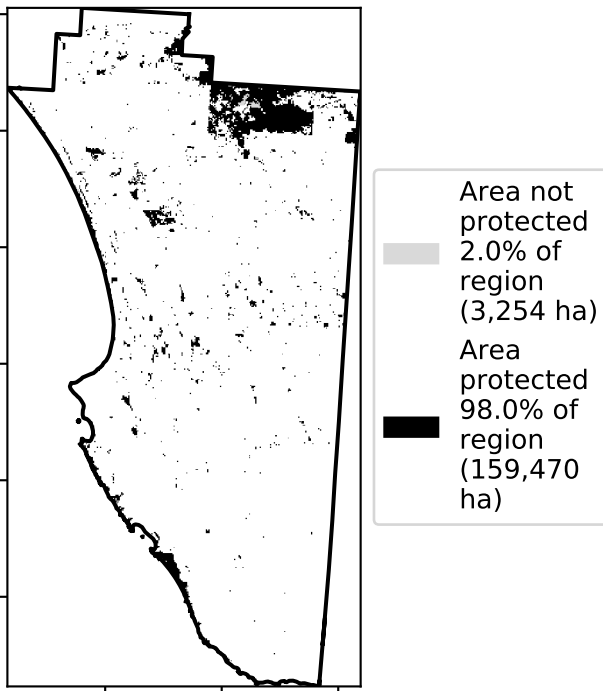 Area not
protected
2.0% of
region
(3,254 ha)
Area
protected
98.0% of
region
(159,470
ha)